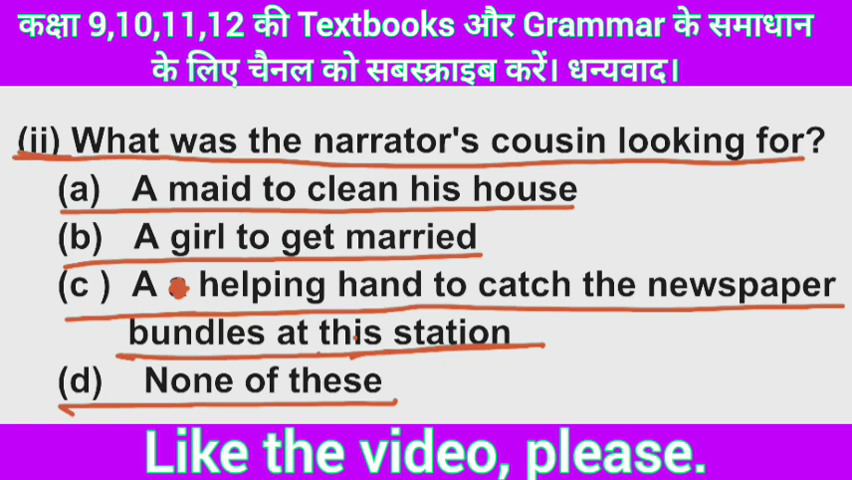 कक्षा 9,10,11,12 की Textbooks और Grammar के समाधान
के लिए चैनल को सबस्क्राइब करें। धन्यवाद।
(ii) What was the narrator's cousin looking for?
(a) A maid to clean his house
(b) A girl to get married
(c ) A helping hand to catch the newspaper
bundles at this station
(d) None of these
Like the video, please.